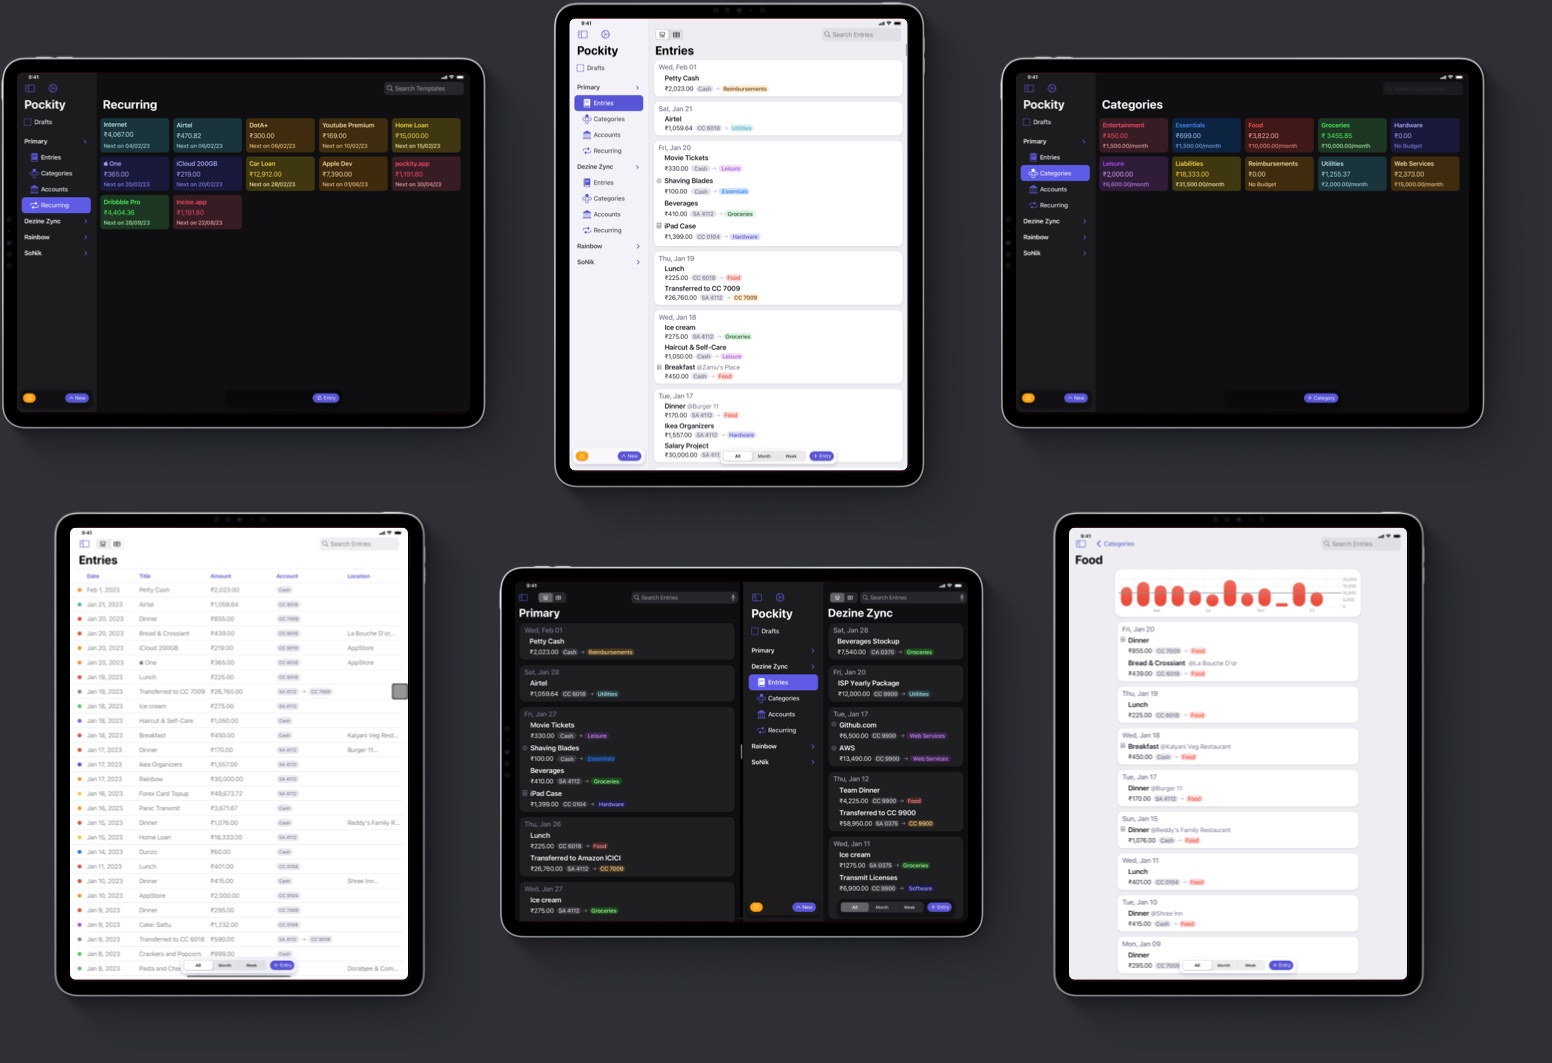 9:41
Pockity
Drafts
Primary
Entries
Categories
Accounts
Recurring
Dezine Zync
Rainbow
SoNik
New
Search Templates
Recurring
Internet
₹4,067.00
Next on 04/02/23
Airtel
₹470.82
Next on 06/02/23
DotA+
₹300.00
Next on 06/02/23
Youtube Premium
₹169.00
Next on 10/02/23
Home Loan
₹15,000.00
Next on 15/02/23
One
₹365.00
Next on 20/02/23
iCloud 200GB
₹219.00
Next on 20/02/23
Car Loan
₹12,912.00
Next on 28/02/23
Apple Dev
₹7,390.00
Next on 01/06/23
pockity.app
₹1,191.80
Next on 30/04/23
Dribbble Pro
₹4,404.36
Next on 28/09/23
Incise.app
₹1,191.80
Next on 22/08/23
Entry
9:41
Pockity
Drafts
Primary
Entries
Categories
Accounts
Recurring
Dezine Zync
Entries
Categories
Accounts
Recurring
Rainbow
SoNik
New
Search Entries
Entries
Wed, Feb 01
Petty Cash
₹2,023.00 Cash → Reimbursements
Sat, Jan 21
Airtel
₹1,059.64 CC 6018 → Utilities
Fri, Jan 20
Movie Tickets
₹330.00 Cash → Leisure
Shaving Blades
₹100.00 Cash → Essentials
Beverages
₹410.00 SA 4112 → Groceries
iPad Case
₹1,399.00 CC 0104 → Hardware
Thu, Jan 19
Lunch
₹225.00 CC 6018 → Food
Transferred to CC 7009
₹26,760.00 SA 4112 → CC 7009
Wed, Jan 18
Ice cream
₹275.00 SA 4112 → Groceries
Haircut & Self-Care
₹1,050.00 Cash → Leisure
Breakfast @Zamu's Place
₹450.00 Cash → Food
Tue, Jan 17
Dinner @Burger 11
₹170.00 SA 4112 → Food
Ikea Organizers
₹1,557.00 SA 4112 → Hardware
Salary Project
₹30,000.00 SA 411
All Month Week + Entry
9:41
Pockity
Drafts
Primary
Entries
Categories
Accounts
Recurring
Dezine Zync
Rainbow
SoNik
New
Search Categories
Categories
Entertainment
₹450.00
₹1,500.00/month
Essentials
₹699.00
₹1,500.00/month
Food
₹3,822.00
₹10,000.00/month
Groceries
₹ 3455.85
₹10,000.00/month
Hardware
₹0.00
No Budget
Leisure
₹2,000.00
₹6,600.00/month
Liabilities
₹18,333.00
₹31,500.00/month
Reimbursements
₹0.00
No Budget
Utilities
₹1,255.37
₹2,000.00/month
Web Services
₹2,373.00
₹15,000.00/month
+ Category
9:41
Search Entries
Entries
Date Title Amount Account Location
Feb 1, 2023 Petty Cash ₹2,023.00 Cash
Jan 21, 2023 Airtel ₹1,059.64 CC 6018
Jan 20, 2023 Dinner ₹855.00 CC 7009
Jan 20, 2023 Bread & Crossiant ₹439.00 CC 6018 La Bouche D'or,...
Jan 20, 2023 iCloud 200GB ₹219.00 CC 6018 AppStore
Jan 20, 2023 One ₹365.00 CC 6018 AppStore
Jan 19, 2023 Lunch ₹225.00 CC 6018
Jan 19, 2023 Transferred to CC 7009 ₹26,760.00 SA 4112 → CC 7009
Jan 18, 2023 Ice cream ₹275.00 SA 4112
Jan 18, 2023 Haircut & Self-Care ₹1,050.00 Cash
Jan 18, 2023 Breakfast ₹450.00 Cash Kalyani Veg Rest...
Jan 17, 2023 Dinner ₹170.00 SA 4112 Burger 11...
Jan 17, 2023 Ikea Organizers ₹1,557.00 SA 4112
Jan 17, 2023 Rainbow ₹30,000.00 SA 4112
Jan 16, 2023 Forex Card Topup ₹49,673.72 SA 4112
Jan 16, 2023 Panic Transmit ₹3,671.67 SA 4112
Jan 15, 2023 Dinner ₹1,076.00 Cash Reddy's Family R...
Jan 15, 2023 Home Loan ₹18,333.00 SA 4112
Jan 14, 2023 Dunzo ₹60.00 Cash
Jan 11, 2023 Lunch ₹401.00 CC 0104
Jan 10, 2023 Dinner ₹415.00 Cash Shree Inn...
Jan 10, 2023 AppStore ₹2,000.00 CC 0104
Jan 9, 2023 Dinner ₹295.00 CC 7009
Jan 9, 2023 Cake: Sattu ₹1,232.00 CC 0104
Jan 9, 2023 Transferred to CC 6018 ₹590.00 SA 4112 → CC 6018
Jan 8, 2023 Crackers and Popcorn ₹999.00 Cash
Jan 8, 2023 Pasta and Che Dorabjee & Com...
All Month Week + Entry
9:41
Search Entries
Primary
Wed, Feb 01
Petty Cash
₹2,023.00 Cash → Reimbursements
Sat, Jan 28
Airtel
₹1,059.64 CC 6018 → Utilities
Fri, Jan 27
Movie Tickets
₹330.00 Cash → Leisure
Shaving Blades
₹100.00 Cash → Essentials
Beverages
₹410.00 SA 4112 → Groceries
iPad Case
₹1,399.00 CC 0104 → Hardware
Thu, Jan 26
Lunch
₹225.00 CC 6018 → Food
Transferred to Amazon ICICI
₹26,760.00 SA 4112 → CC 7009
Wed, Jan 27
Ice cream
₹275.00 SA 4112 → Groceries
Pockity
Drafts
Primary
Dezine Zync
Entries
Categories
Accounts
Recurring
Rainbow
SoNik
New
Search Entries
Dezine Zync
Sat, Jan 28
Beverages Stockup
₹7,540.00 CA 0375 → Groceries
Fri, Jan 20
ISP Yearly Package
₹12,000.00 CC 9900 → Utilities
Tue, Jan 17
Github.com
₹6,500.00 CC 9900 → Web Services
AWS
₹13,490.00 CC 9900 → Web Services
Thu, Jan 12
Team Dinner
₹4,225.00 CC 9900 → Food
Transferred to CC 9900
₹58,950.00 SA 0375 → CC 9900
Wed, Jan 11
Ice cream
₹1275.00 SA 0375 → Groceries
Transmit Licenses
₹6,900.00 CC 9900 → Software
All Month Week + Entry
9:41
Categories
Search Entries
Food
20,000
15,000
10,000
5,000
0
Fri, Jan 20
Dinner
₹855.00 CC 7009 → Food
Bread & Crossiant @La Bouche D'or
₹439.00 CC 6018 → Food
Thu, Jan 19
Lunch
₹225.00 CC 6018 → Food
Wed, Jan 18
Breakfast @Kalyani Veg Restaurant
₹450.00 Cash → Food
Tue, Jan 17
Dinner @Burger 11
₹170.00 SA 4112 → Food
Sun, Jan 15
Dinner @Reddy's Family Restaurant
₹1,076.00 Cash → Food
Wed, Jan 11
Lunch
₹401.00 CC 0104 → Food
Tue, Jan 10
Dinner @Shree Inn
₹415.00 Cash → Food
Mon, Jan 09
Dinner
₹295.00 CC 7009
All Month Week + Entry